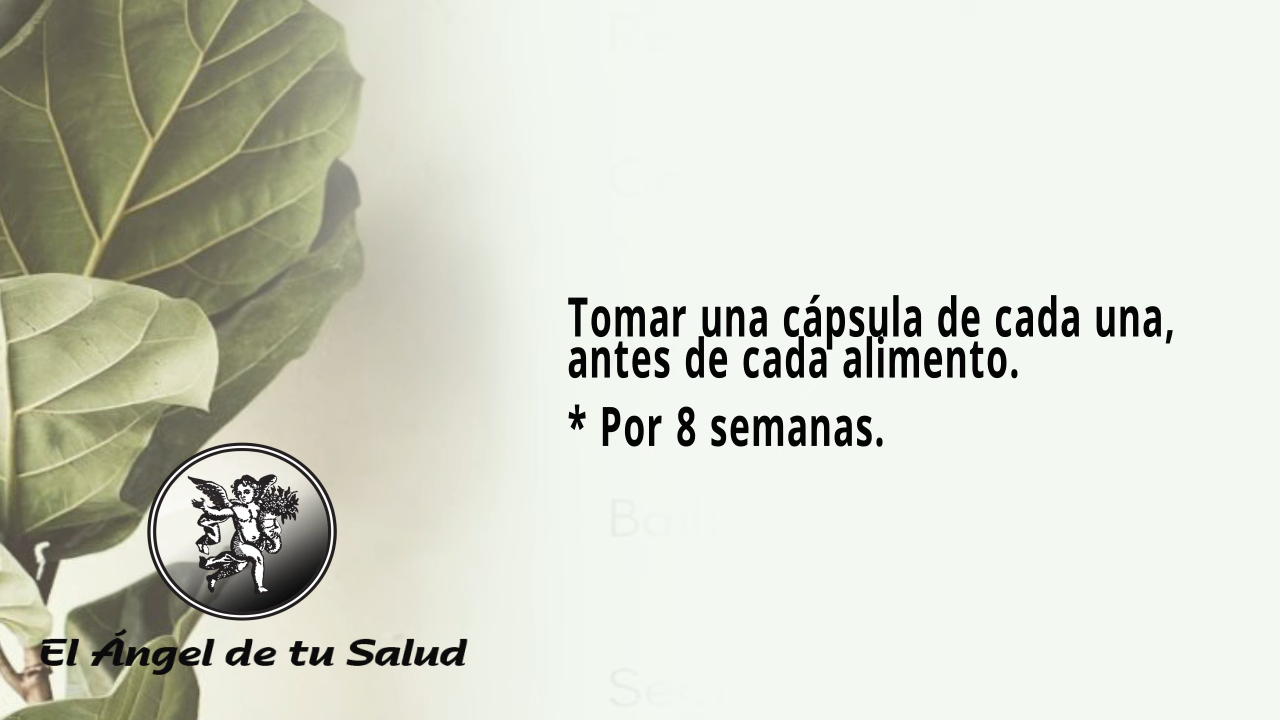 Tomar una cápsula de cada una,
antes de cada alimento.
* Por 8 semanas.
El Ángel de tu Salud